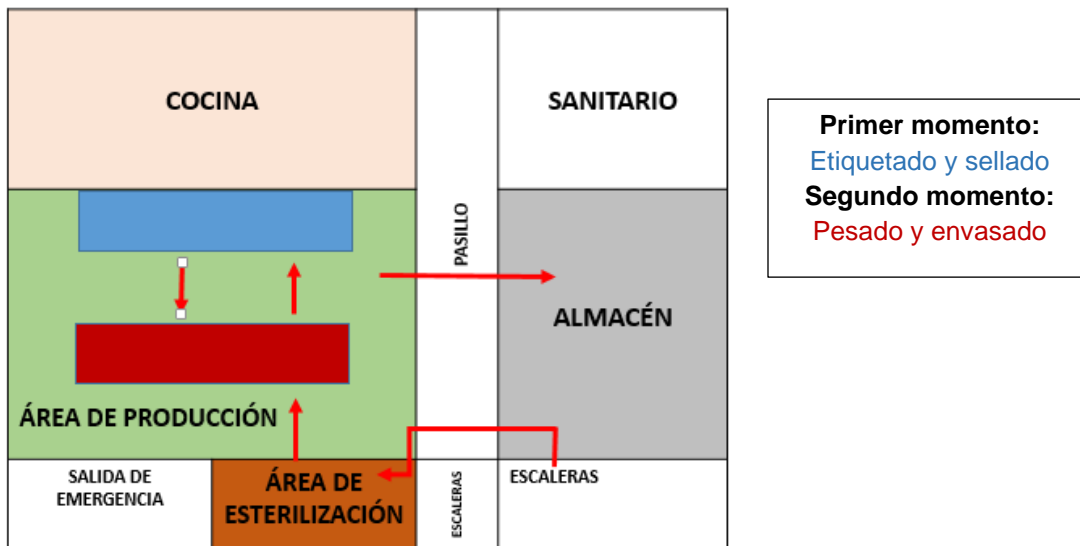 COCINA
SANITARIO
Primer momento:
Etiquetado y sellado
Segundo momento:
Pesado y envasado
PASILLO
ALMACÉN
ÁREA DE PRODUCCIÓN
SALIDA DE
EMERGENCIA
ÁREA DE
ESTERILIZACIÓN
ESCALERAS
ESCALERAS